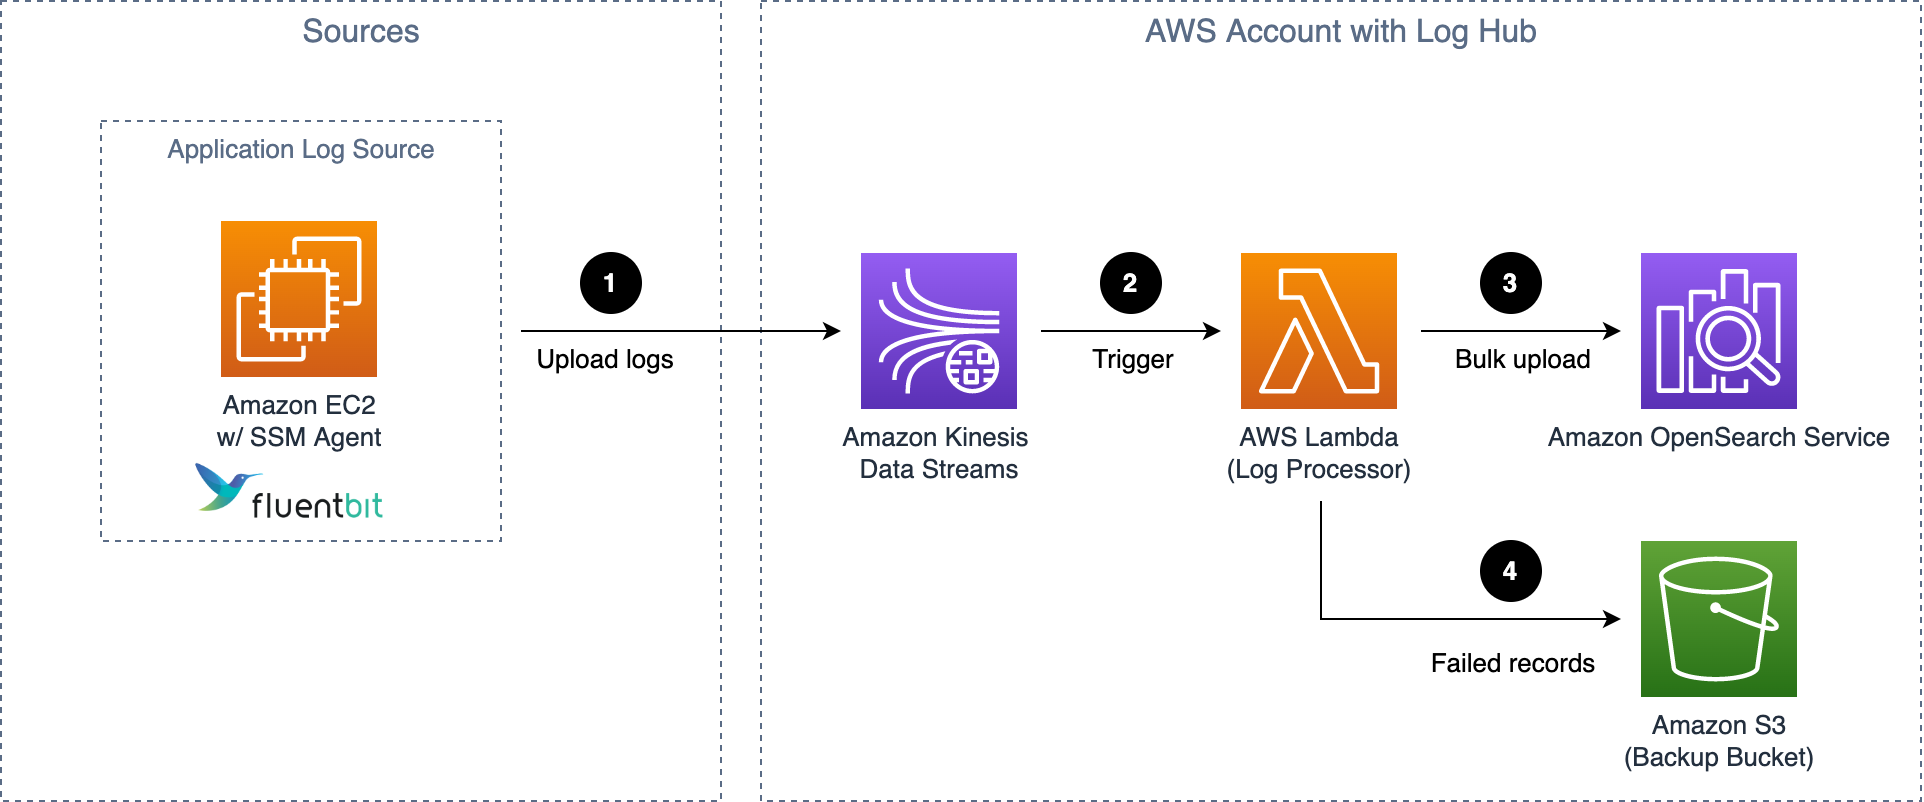 Sources
AWS Account with Log Hub
Application Log Source
Amazon EC2
w/ SSM Agent
fluentbit
1
Upload logs
Amazon Kinesis
Data Streams
2
Trigger
AWS Lambda
(Log Processor)
3
Bulk upload
Amazon OpenSearch Service
4
Failed records
Amazon S3
(Backup Bucket)